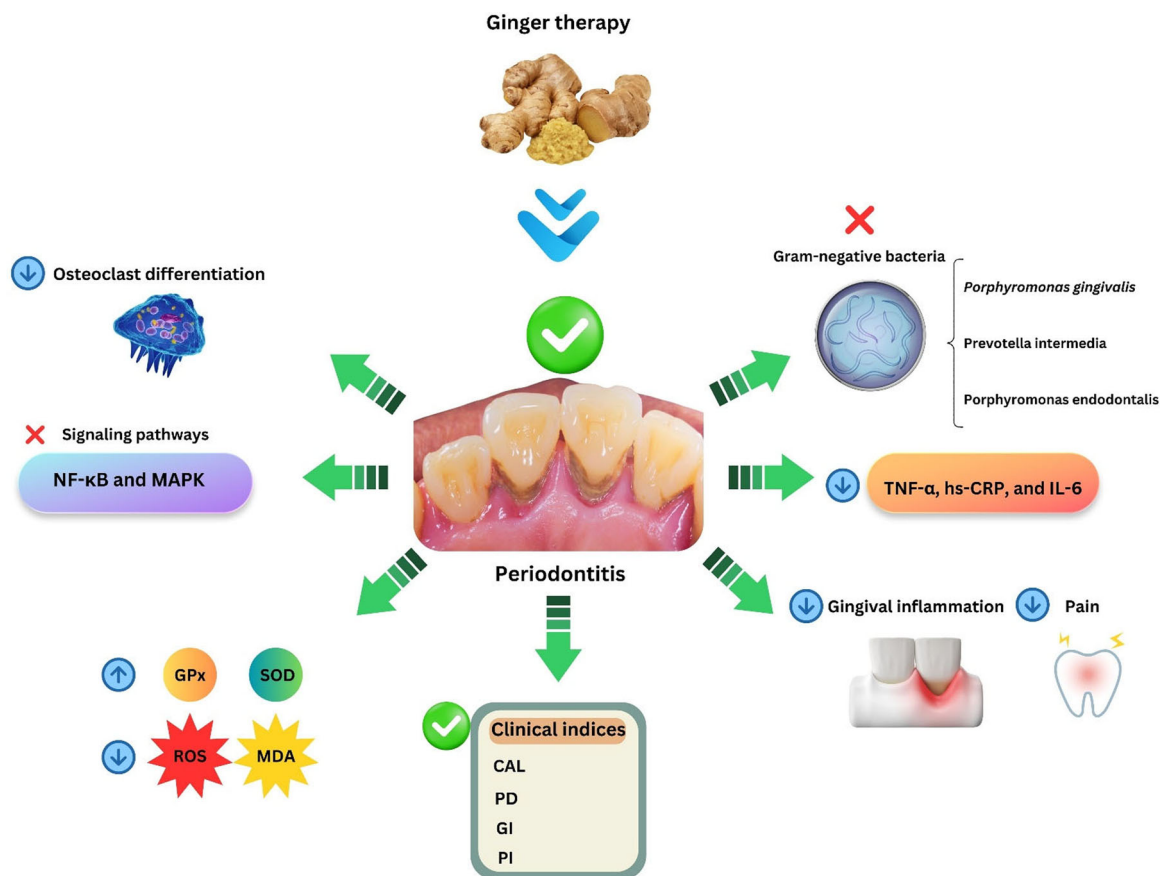 Ginger therapy
Osteoclast differentiation
Gram-negative bacteria
Porphyromonas gingivalis
Prevotella intermedia
Porphyromonas endodontalis
Signaling pathways
NF-κB and MAPK
TNF-α, hs-CRP, and IL-6
Periodontitis
Gingival inflammation
Pain
GPx
SOD
ROS
MDA
Clinical indices
CAL
PD
GI
PI